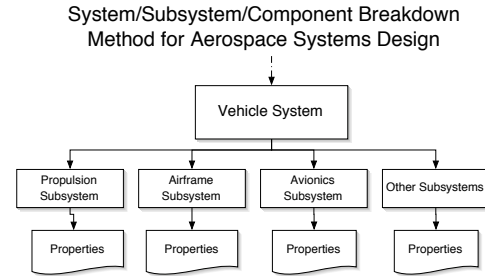 System/Subsystem/Component Breakdown
Method for Aerospace Systems Design
Vehicle System
Propulsion
Subsystem
Airframe
Subsystem
Avionics
Subsystem
Other Subsystems
Properties
Properties
Properties
Properties